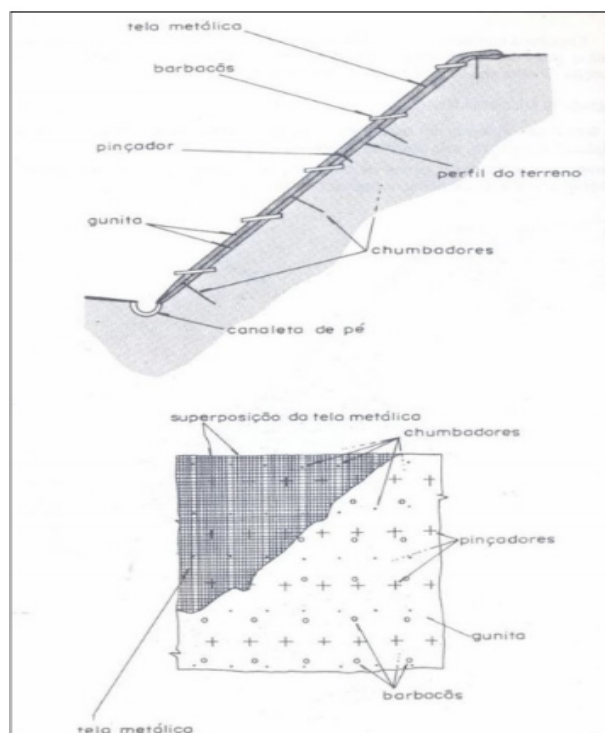 tela metálica
barbacãs
pinçador
perfil do terreno
gunita
chumbadores
canaleta de pé
superposição da tela metálica
chumbadores
pinçadores
gunita
barbacãs
tela metálica